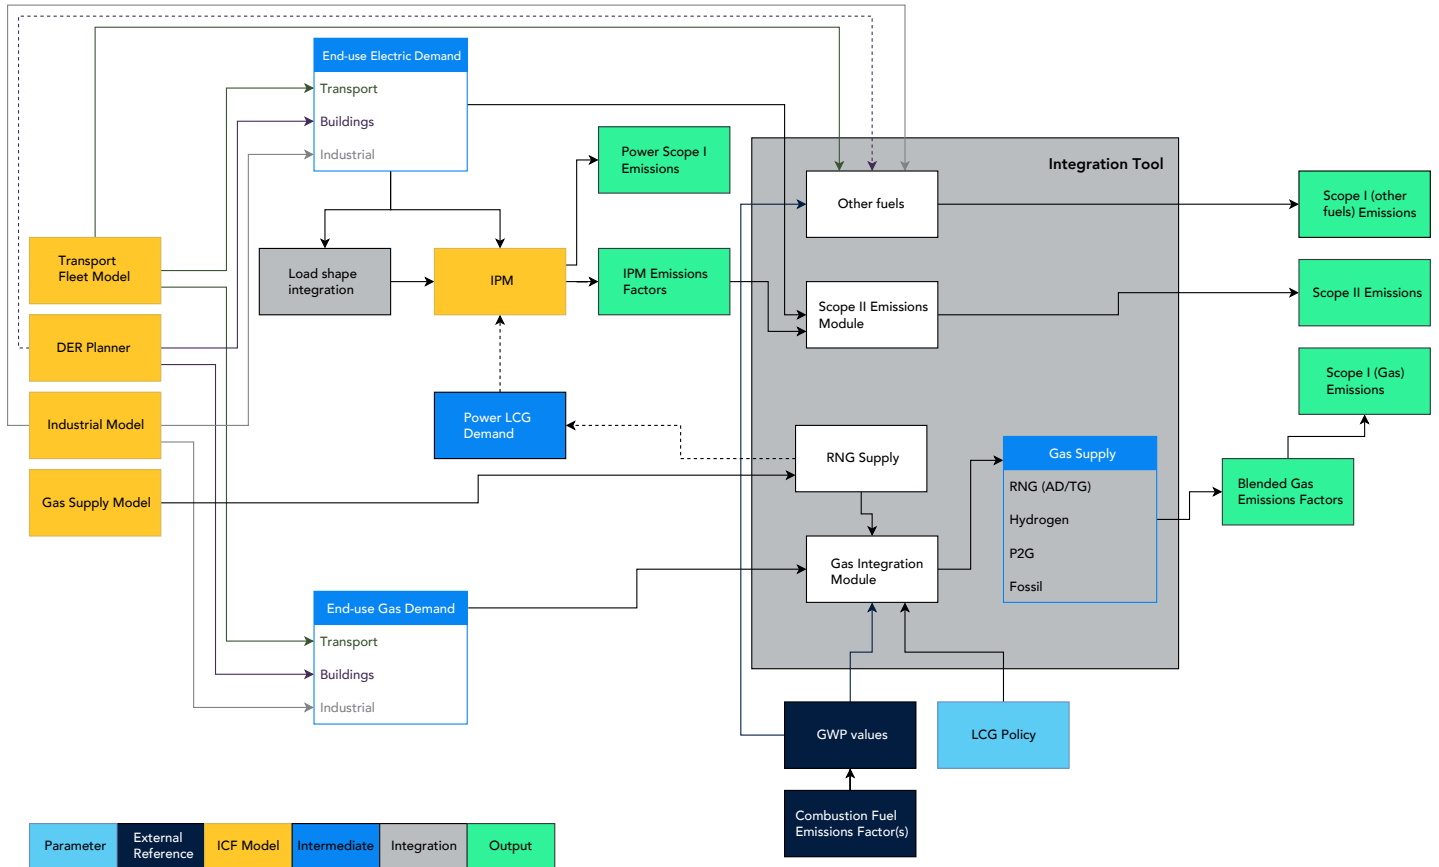 End-use Electric Demand
Transport
Buildings
Industrial
Power Scope I
Emissions
Integration Tool
Other fuels
Scope I (other
fuels) Emissions
Transport
Fleet Model
Load shape
integration
IPM
IPM Emissions
Factors
Scope II Emissions
Module
Scope II Emissions
DER Planner
Scope I (Gas)
Emissions
Industrial Model
Power LCG
Demand
RNG Supply
Gas Supply
RNG (AD/TG)
Hydrogen
P2G
Fossil
Blended Gas
Emissions Factors
Gas Supply Model
Gas Integration
Module
End-use Gas Demand
Transport
Buildings
Industrial
GWP values
LCG Policy
Combustion Fuel
Emissions Factor(s)
Parameter
External
Reference
ICF Model
Intermediate
Integration
Output